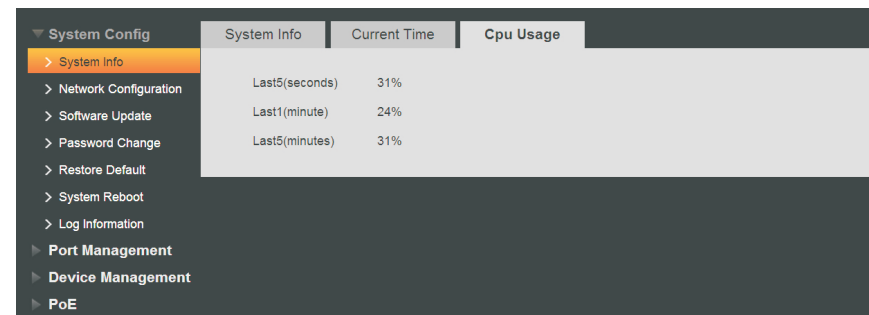 System Config
System Info
Network Configuration
Software Update
Password Change
Restore Default
System Reboot
Log Information
Port Management
Device Management
PoE
System Info Current Time Cpu Usage
Last5(seconds) 31%
Last1(minute) 24%
Last5(minutes) 31%